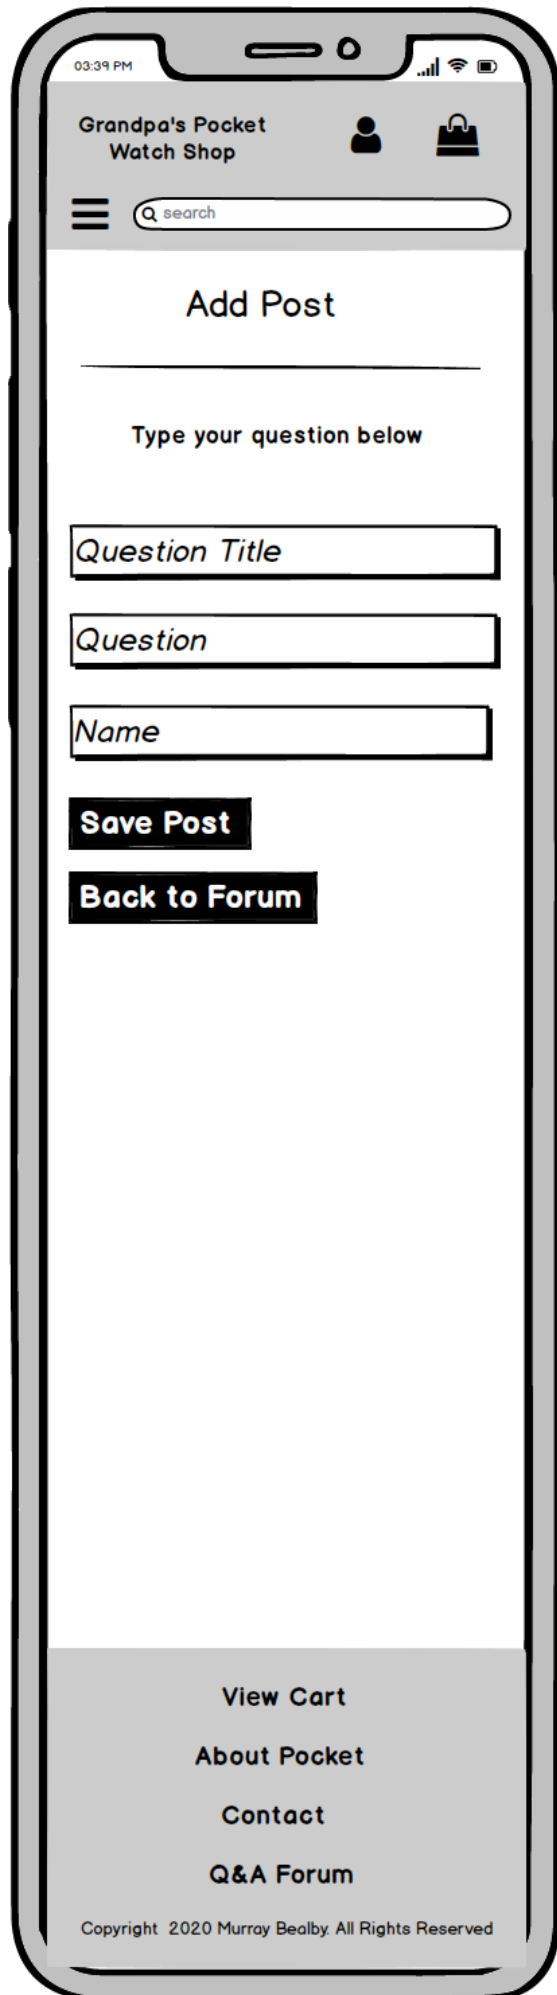 03:39 PM
Grandpa's Pocket
Watch Shop
search
Add Post
Type your question below
Question Title
Question
Name
Save Post
Back to Forum
View Cart
About Pocket
Contact
Q&A Forum
Copyright 2020 Murray Bealby. All Rights Reserved